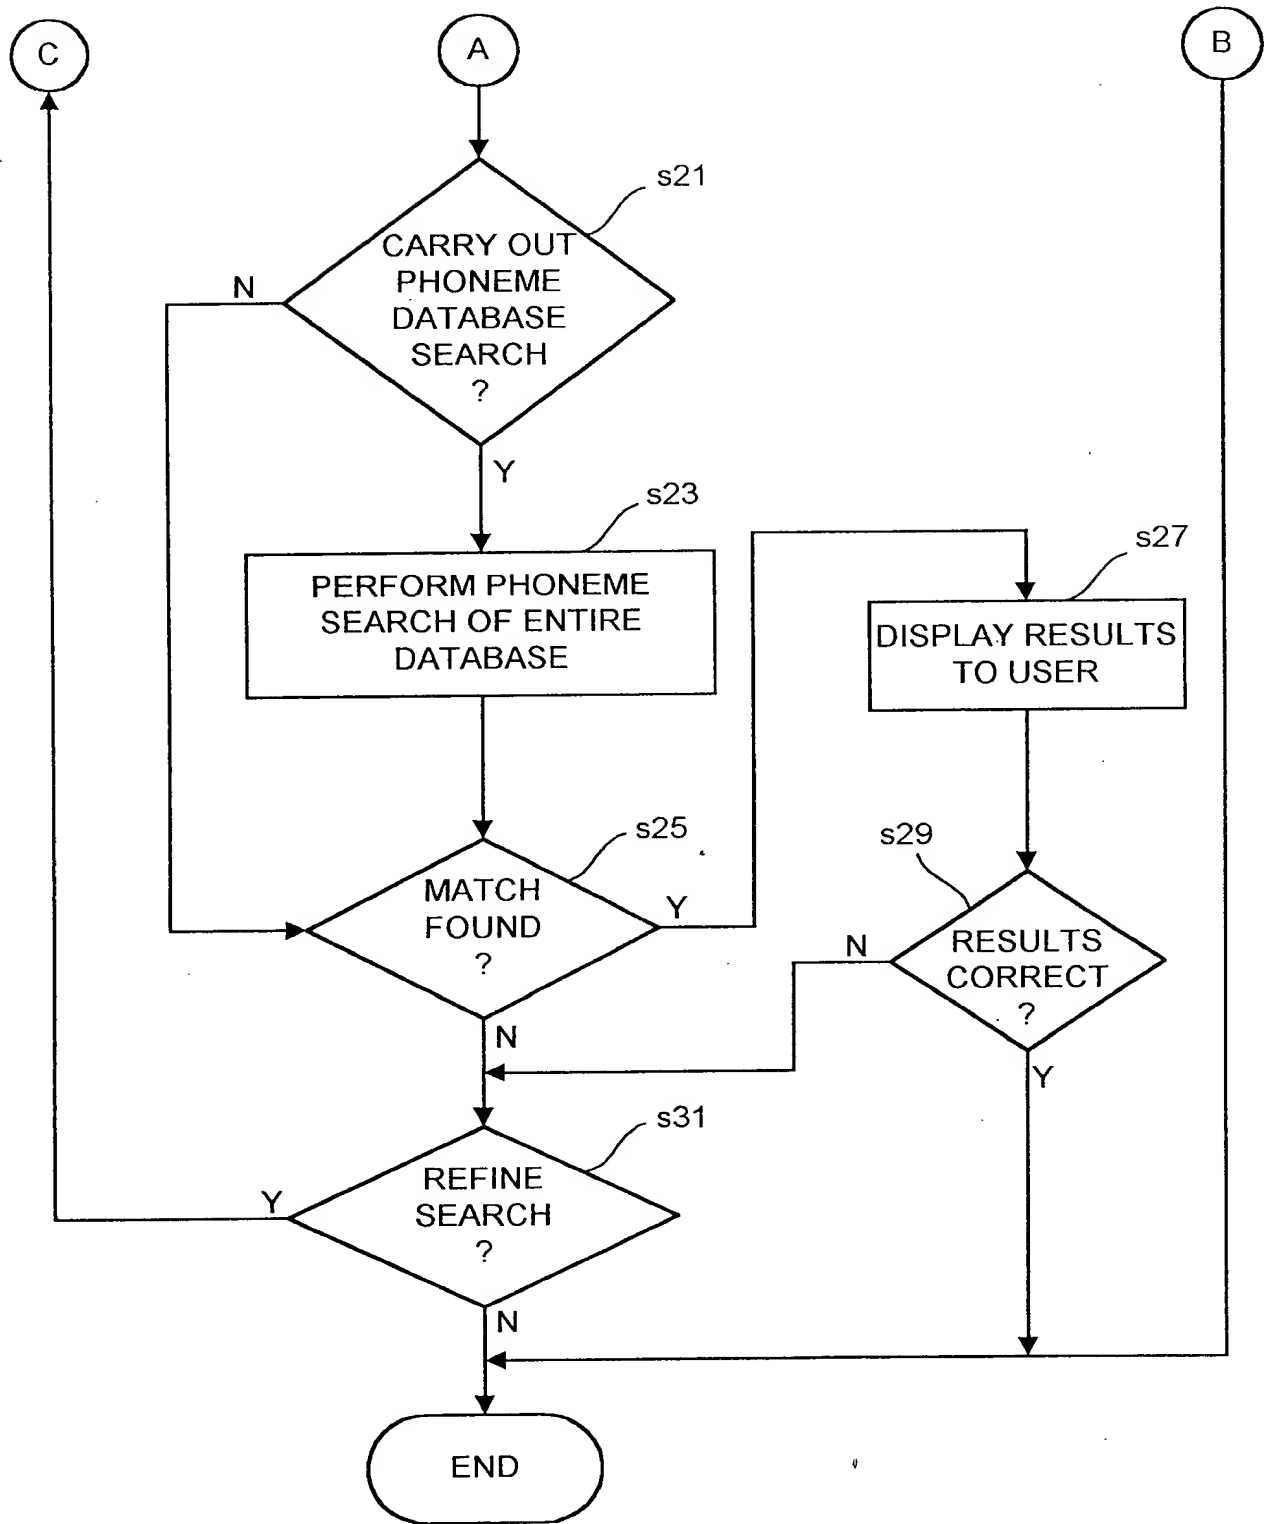 C
A
B
s21
CARRY OUT
PHONEME
DATABASE
SEARCH
?
N
Y
s23
PERFORM PHONEME
SEARCH OF ENTIRE
DATABASE
s27
DISPLAY RESULTS
TO USER
s25
MATCH
FOUND
?
Y
N
s29
RESULTS
CORRECT
?
N
Y
s31
REFINE
SEARCH
?
Y
N
END